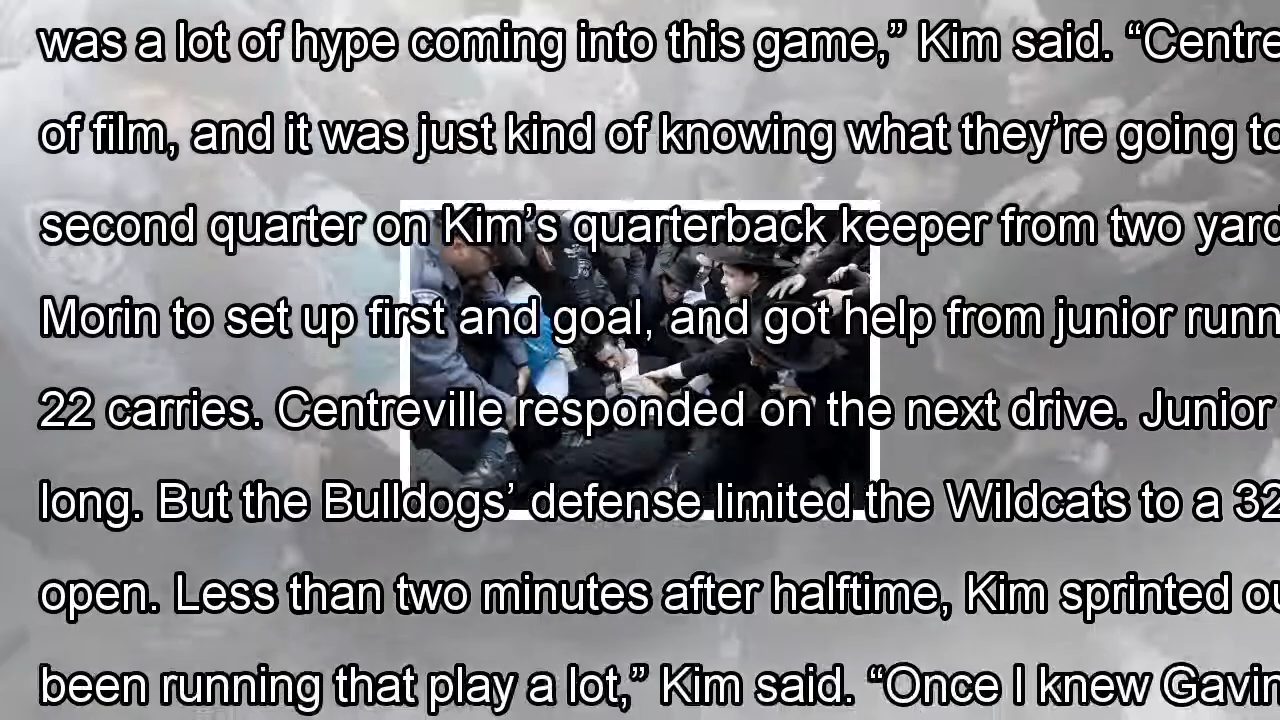 was a lot of hype coming into this game,” Kim said. “Centre
of film, and it was just kind of knowing what they’re going to
second quarter on Kim’s quarterback keeper from two yard
Morin to set up first and goal, and got help from junior runn
22 carries. Centreville responded on the next drive. Junior
long. But the Bulldogs’ defense limited the Wildcats to a 32
open. Less than two minutes after halftime, Kim sprinted ou
been running that play a lot,” Kim said. “Once I knew Gavin